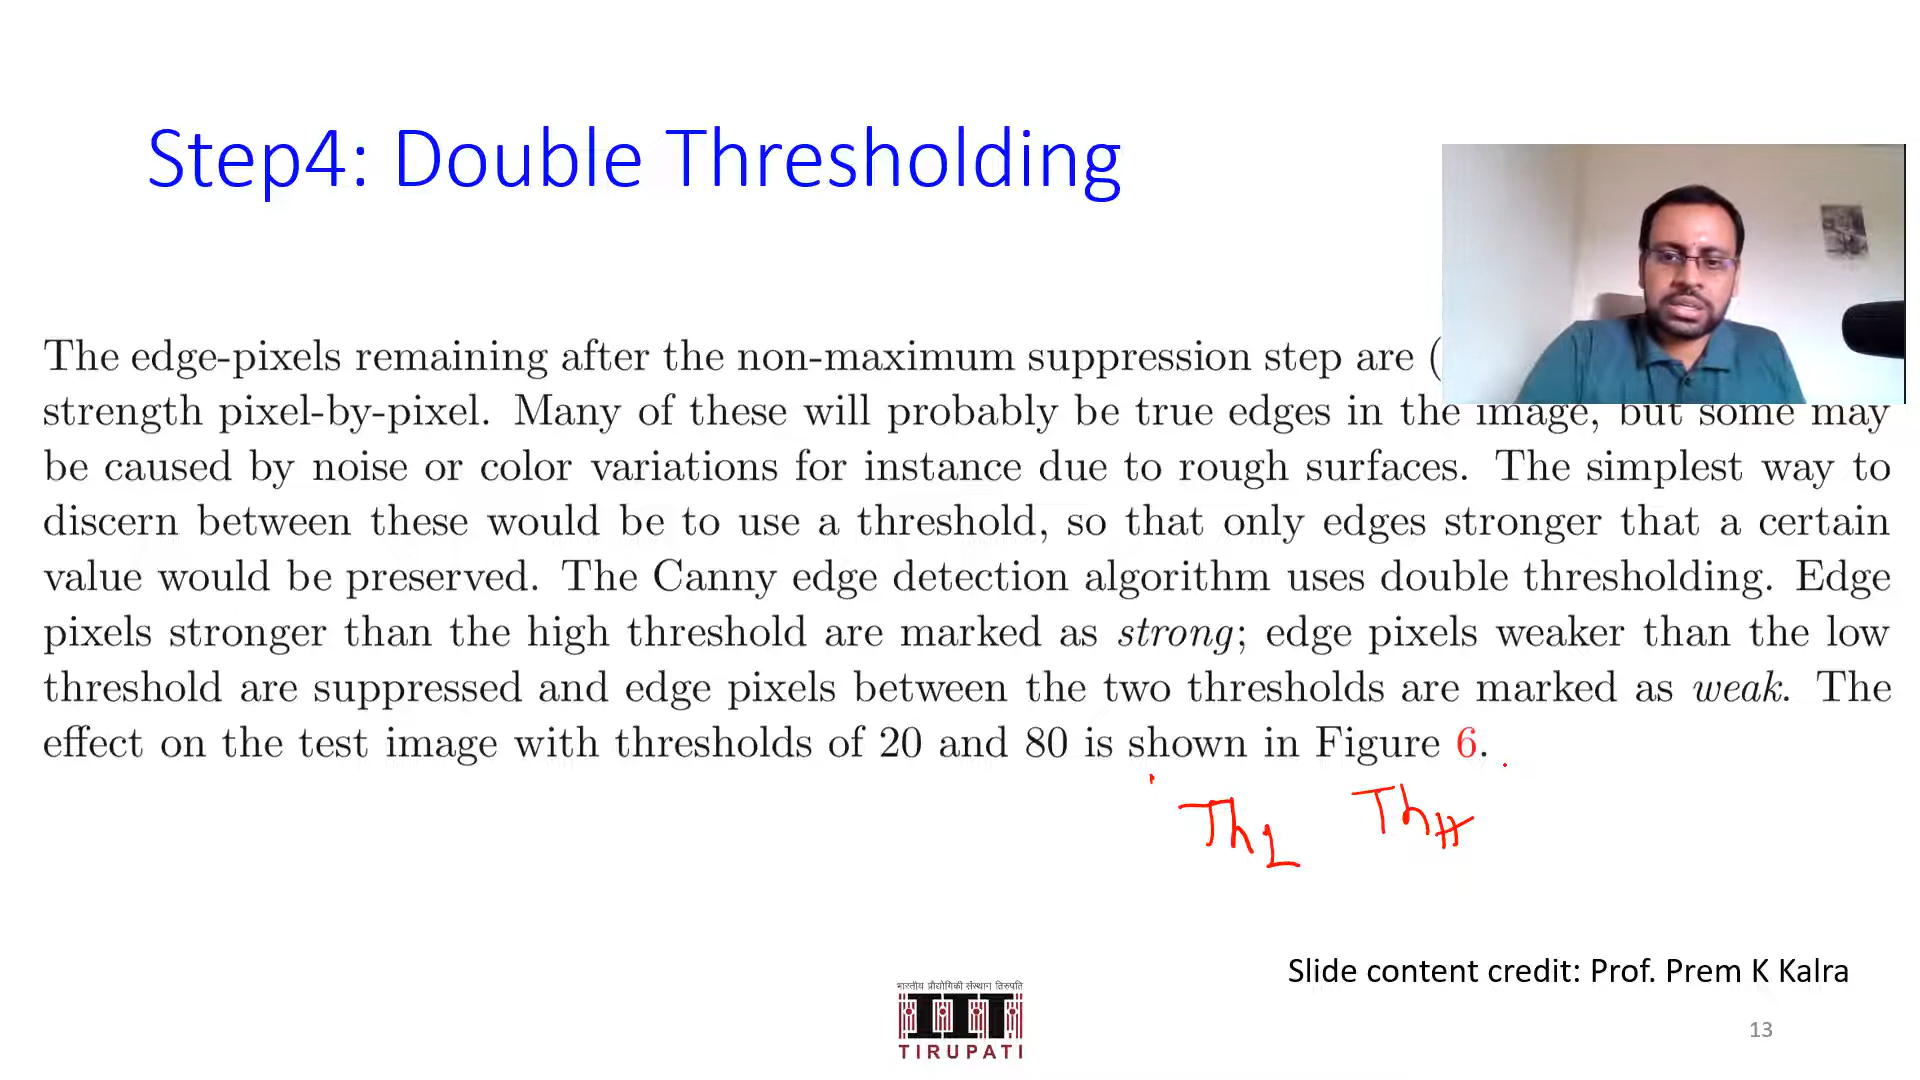 Step4: Double Thresholding
The edge-pixels remaining after the non-maximum suppression step are (
strength pixel-by-pixel. Many of these will probably be true edges in the image, but some may
be caused by noise or color variations for instance due to rough surfaces. The simplest way to
discern between these would be to use a threshold, so that only edges stronger that a certain
value would be preserved. The Canny edge detection algorithm uses double thresholding. Edge
pixels stronger than the high threshold are marked as strong; edge pixels weaker than the low
threshold are suppressed and edge pixels between the two thresholds are marked as weak. The
effect on the test image with thresholds of 20 and 80 is shown in Figure 6.
ThL ThH
Slide content credit: Prof. Prem K Kalra
भारतीय प्रौद्योगिकी संस्थान तिरुपति
TIRUPATI
13